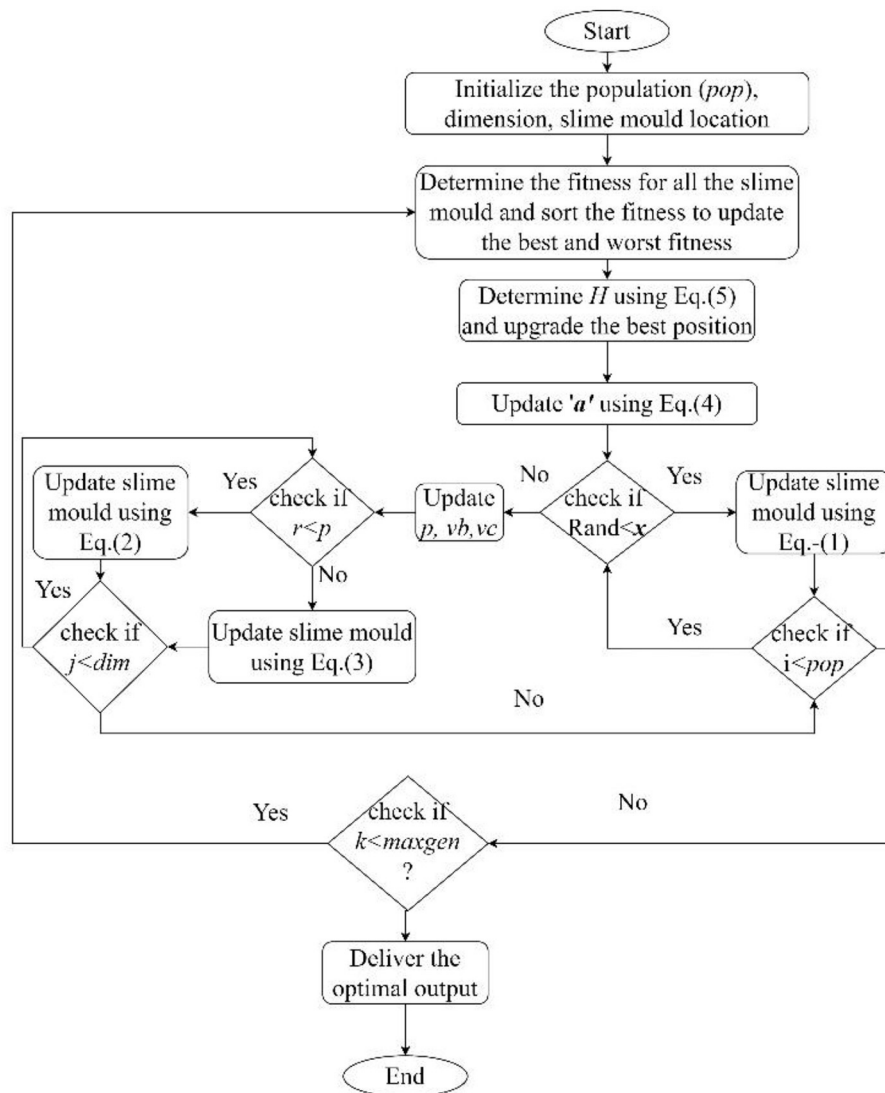 Start
Initialize the population (pop),
dimension, slime mould location
Determine the fitness for all the slime
mould and sort the fitness to update
the best and worst fitness
Determine H using Eq.(5)
and upgrade the best position
Update 'a' using Eq.(4)
Yes
Update slime
mould using
Eq.(2)
check if
r<p
Update
p, vb,vc
No
check if
Rand<x
Yes
Update slime
mould using
Eq.-(1)
No
Yes
check if
j<dim
Update slime mould
using Eq.(3)
Yes
check if
i<pop
No
Yes
check if
k<maxgen
?
No
Deliver the
optimal output
End